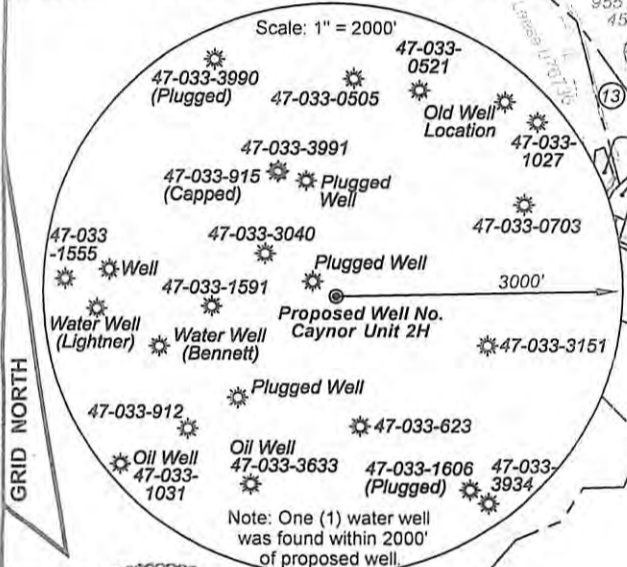 Scale: 1" = 2000'
955
45
Lease U76736
13
47-033-3990
(Plugged)
47-033-0505
47-033-
0521
Old Well
Location
47-033-
1027
47-033-3991
47-033-915
(Capped)
Plugged
Well
47-033-0703
47-033
-1555
Well
47-033-3040
Plugged Well
47-033-1591
3000'
Proposed Well No.
Caynor Unit 2H
Water Well
(Lightner)
Water Well
(Bennett)
47-033-3151
Plugged Well
47-033-912
47-033-623
Oil Well
47-033-
1031
Oil Well
47-033-3633
47-033-1606
(Plugged)
47-033-
3934
Note: One (1) water well
was found within 2000'
of proposed well.
GRID NORTH